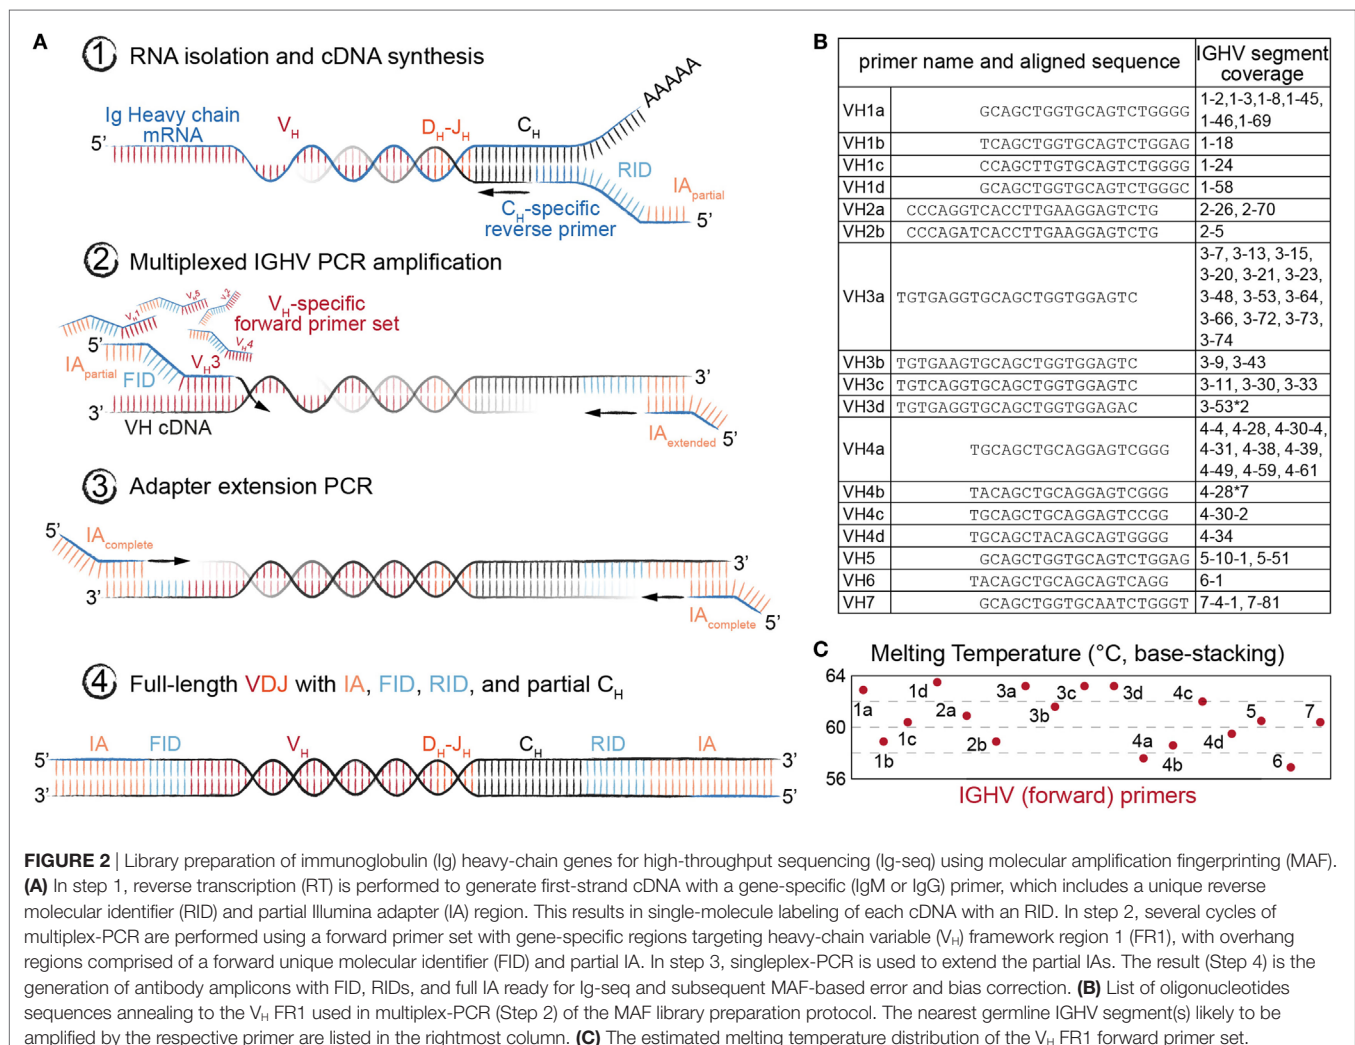 A
1 RNA isolation and cDNA synthesis
AAAAA
Ig Heavy chain
mRNA
VH
DH-JH
CH
5'
RID
IApartial
CH-specific
reverse primer
5'
2 Multiplexed IGHV PCR amplification
VH1
VH5
VH2
VH4
VH-specific
forward primer set
5'
IApartial
FID
VH3
3'
3'
VH cDNA
IAextended
5'
3 Adapter extension PCR
5'
IAcomplete
3'
3'
IAcomplete
5'
4 Full-length VDJ with IA, FID, RID, and partial CH
IA FID VH DH-JH CH RID IA
5' 3'
3' 5'
B
primer name and aligned sequence IGHV segment
coverage
VH1a GCAGCTGGTGCAGTCTGGGG 1-2,1-3,1-8,1-45,
1-46,1-69
VH1b TCAGCTGGTGCAGTCTGGAG 1-18
VH1c CCAGCTTGTGCAGTCTGGGG 1-24
VH1d GCAGCTGGTGCAGTCTGGGC 1-58
VH2a CCCAGGTCACCTTGAAGGAGTCTG 2-26, 2-70
VH2b CCCAGATCACCTTGAAGGAGTCTG 2-5
VH3a TGTGAGGTGCAGCTGGTGGAGTC 3-7, 3-13, 3-15,
3-20, 3-21, 3-23,
3-48, 3-53, 3-64,
3-66, 3-72, 3-73,
3-74
VH3b TGTGAAGTGCAGCTGGTGGAGTC 3-9, 3-43
VH3c TGTCAGGTGCAGCTGGTGGAGTC 3-11, 3-30, 3-33
VH3d TGTGAGGTGCAGCTGGTGGAGAC 3-53*2
VH4a TGCAGCTGCAGGAGTCGGG 4-4, 4-28, 4-30-4,
4-31, 4-38, 4-39,
4-49, 4-59, 4-61
VH4b TACAGCTGCAGGAGTCGGG 4-28*7
VH4c TGCAGCTGCAGGAGTCCGG 4-30-2
VH4d TGCAGCTACAGCAGTGGGG 4-34
VH5 GCAGCTGGTGCAGTCTGGAG 5-10-1, 5-51
VH6 TACAGCTGCAGCAGTCAGG 6-1
VH7 GCAGCTGGTGCAATCTGGGT 7-4-1, 7-81
C
Melting Temperature (°C, base-stacking)
64
60
56
1a 1b 1c 1d 2a 2b 3a 3b 3c 3d 4a 4b 4c 4d 5 6 7
IGHV (forward) primers
FIGURE 2 | Library preparation of immunoglobulin (Ig) heavy-chain genes for high-throughput sequencing (Ig-seq) using molecular amplification fingerprinting (MAF).
(A) In step 1, reverse transcription (RT) is performed to generate first-strand cDNA with a gene-specific (IgM or IgG) primer, which includes a unique reverse
molecular identifier (RID) and partial Illumina adapter (IA) region. This results in single-molecule labeling of each cDNA with an RID. In step 2, several cycles of
multiplex-PCR are performed using a forward primer set with gene-specific regions targeting heavy-chain variable (VH) framework region 1 (FR1), with overhang
regions comprised of a forward unique molecular identifier (FID) and partial IA. In step 3, singleplex-PCR is used to extend the partial IAs. The result (Step 4) is the
generation of antibody amplicons with FID, RIDs, and full IA ready for Ig-seq and subsequent MAF-based error and bias correction. (B) List of oligonucleotides
sequences annealing to the VH FR1 used in multiplex-PCR (Step 2) of the MAF library preparation protocol. The nearest germline IGHV segment(s) likely to be
amplified by the respective primer are listed in the rightmost column. (C) The estimated melting temperature distribution of the VH FR1 forward primer set.